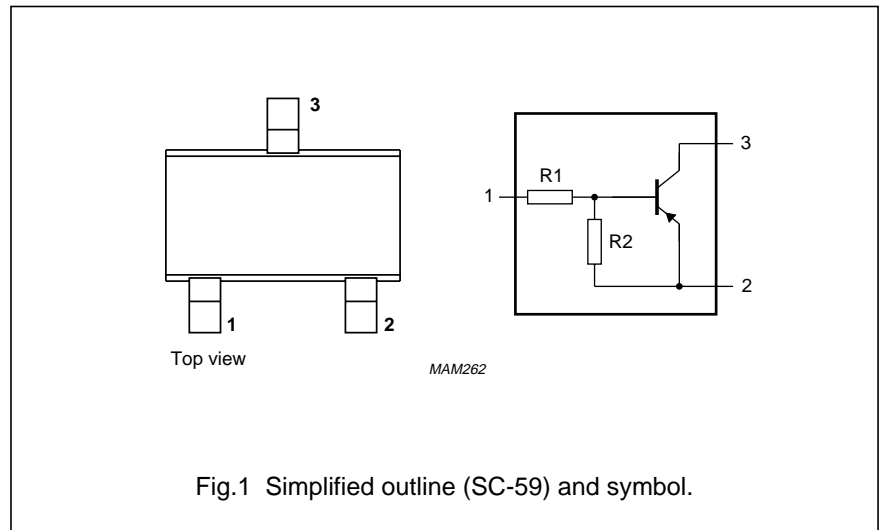 3
1
2
Top view
MAM262
R1
R2
1
3
2
Fig.1 Simplified outline (SC-59) and symbol.